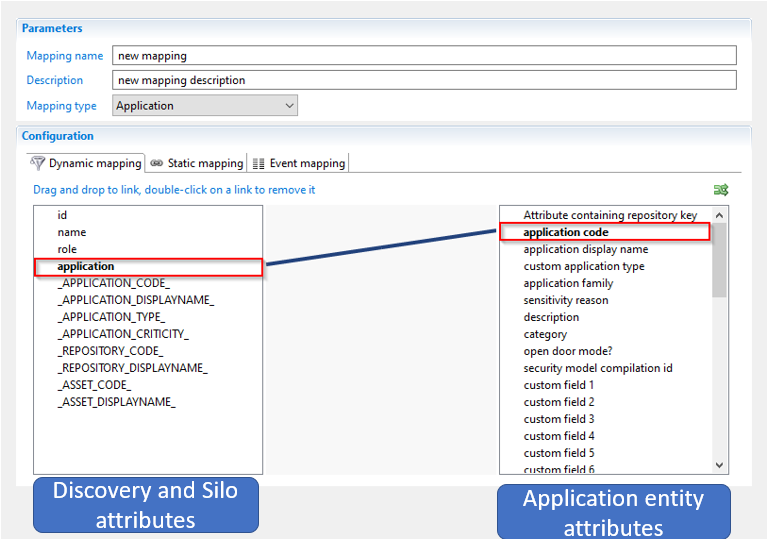 Parameters
Mapping name new mapping
Description new mapping description
Mapping type Application
Configuration
Dynamic mapping Static mapping Event mapping
Drag and drop to link, double-click on a link to remove it
id
name
role
application
_APPLICATION_CODE_
_APPLICATION_DISPLAYNAME_
_APPLICATION_TYPE_
_APPLICATION_CRITICITY_
_REPOSITORY_CODE_
_REPOSITORY_DISPLAYNAME_
_ASSET_CODE_
_ASSET_DISPLAYNAME_
Attribute containing repository key
application code
application display name
custom application type
application family
sensitivity reason
description
category
open door mode?
security model compilation id
custom field 1
custom field 2
custom field 3
custom field 4
custom field 5
custom field 6
Discovery and Silo
attributes
Application entity
attributes